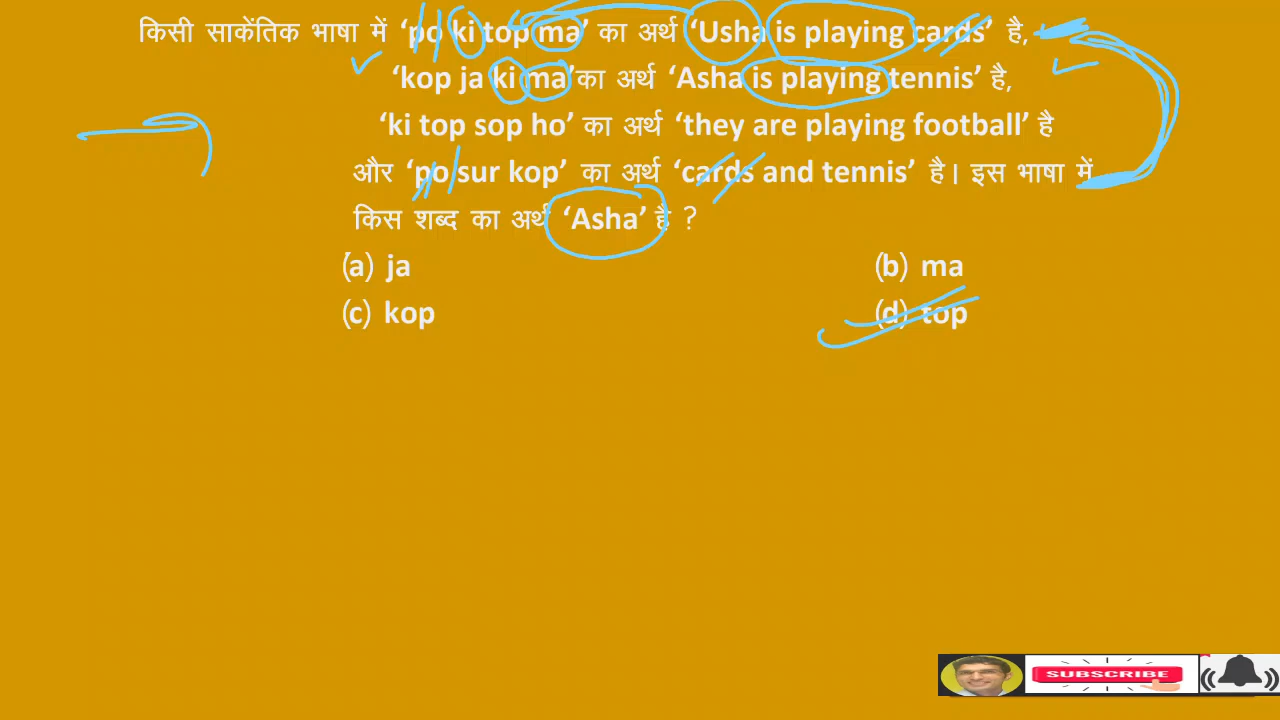 किसी साकेंतिक भाषा में ‘po ki top ma’ का अर्थ ‘Usha is playing cards’ है,
‘kop ja ki ma’का अर्थ ‘Asha is playing tennis’ है,
‘ki top sop ho’ का अर्थ ‘they are playing football’ है
और ‘po sur kop’ का अर्थ ‘cards and tennis’ है। इस भाषा में
किस शब्द का अर्थ ‘Asha’ है ?
(a) ja (b) ma
(c) kop (d) top
SUBSCRIBE